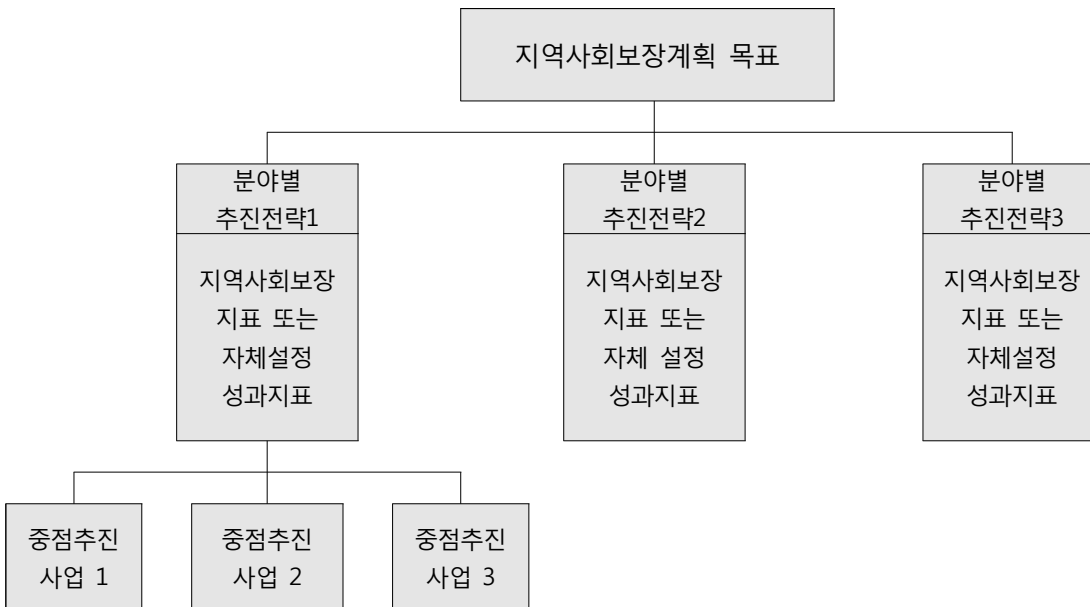 지역사회보장계획 목표
분야별
추진전략1
지역사회보장
지표 또는
자체설정
성과지표
분야별
추진전략2
지역사회보장
지표 또는
자체 설정
성과지표
분야별
추진전략3
지역사회보장
지표 또는
자체설정
성과지표
중점추진
사업 1
중점추진
사업 2
중점추진
사업 3